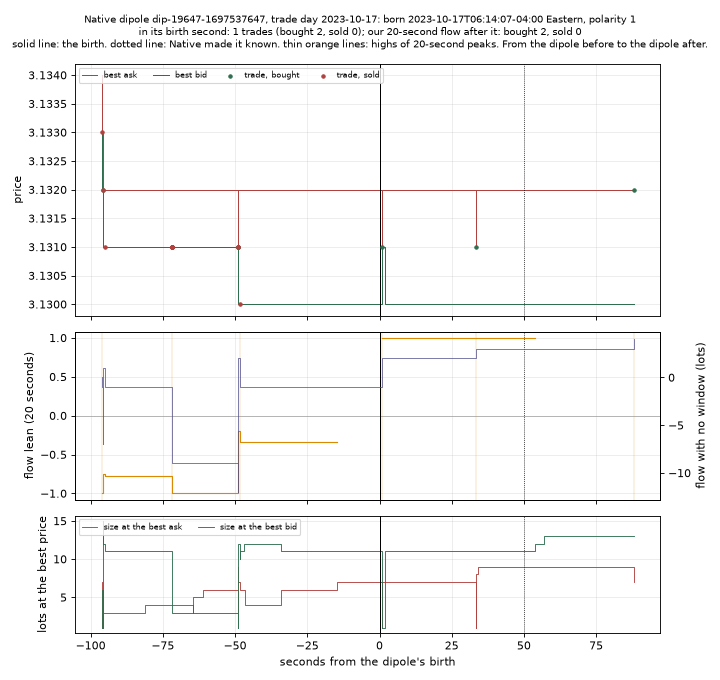 Native dipole dip-19647-1697537647, trade day 2023-10-17: born 2023-10-17T06:14:07-04:00 Eastern, polarity 1
in its birth second: 1 trades (bought 2, sold 0); our 20-second flow after it: bought 2, sold 0
solid line: the birth. dotted line: Native made it known. thin orange lines: highs of 20-second peaks. From the dipole before to the dipole after.
best ask best bid trade, bought trade, sold
3.1340
3.1335
3.1330
3.1325
3.1320
3.1315
3.1310
3.1305
3.1300
price
1.0
0.5
0.0
−0.5
−1.0
flow lean (20 seconds)
0
−5
−10
flow with no window (lots)
size at the best ask size at the best bid
15
10
5
lots at the best price
−100 −75 −50 −25 0 25 50 75
seconds from the dipole's birth